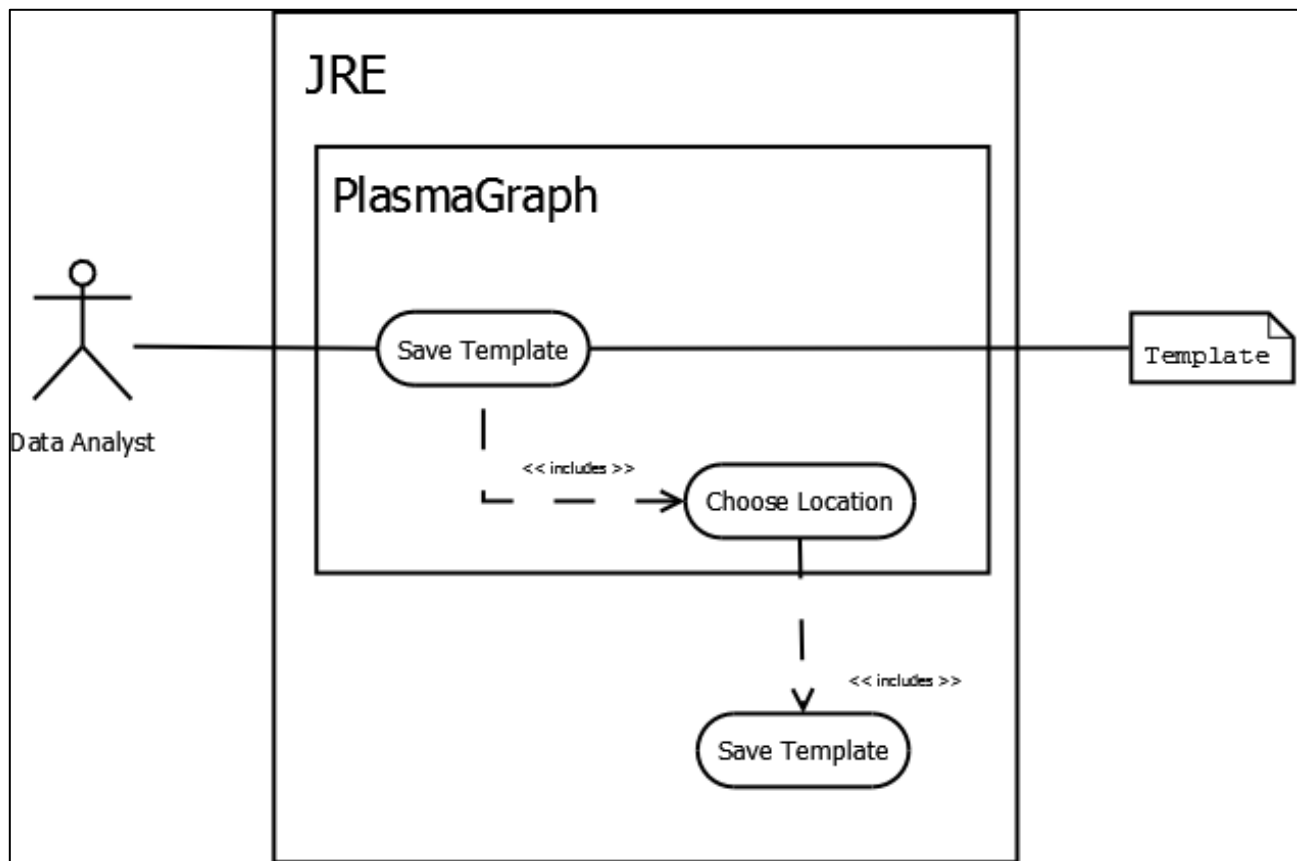 JRE
PlasmaGraph
Save Template
Template
Data Analyst
<< includes >>
Choose Location
<< includes >>
Save Template